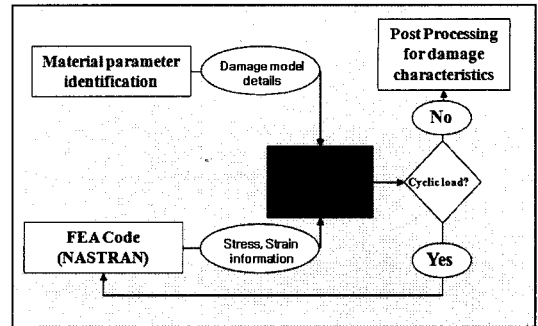 Material parameter
identification
Damage model
details
Post Processing
for damage
characteristics
No
Cyclic load?
FEA Code
(NASTRAN)
Stress, Strain
information
Yes